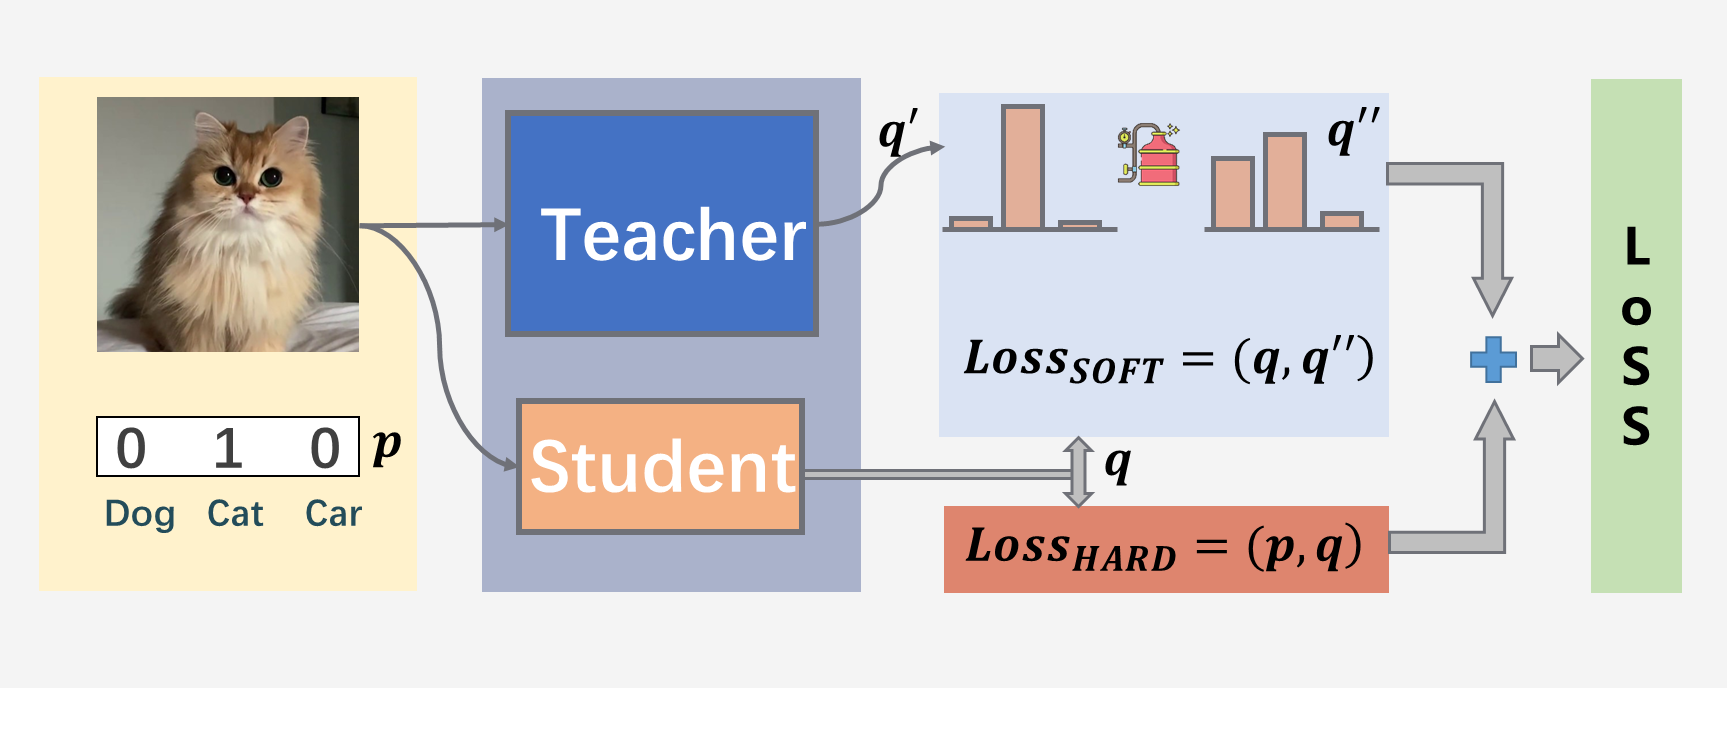 0 1 0 p
Dog Cat Car
Teacher
Student
q′
q′′
Loss_SOFT = (q, q′′)
q
Loss_HARD = (p, q)
L
o
S
S